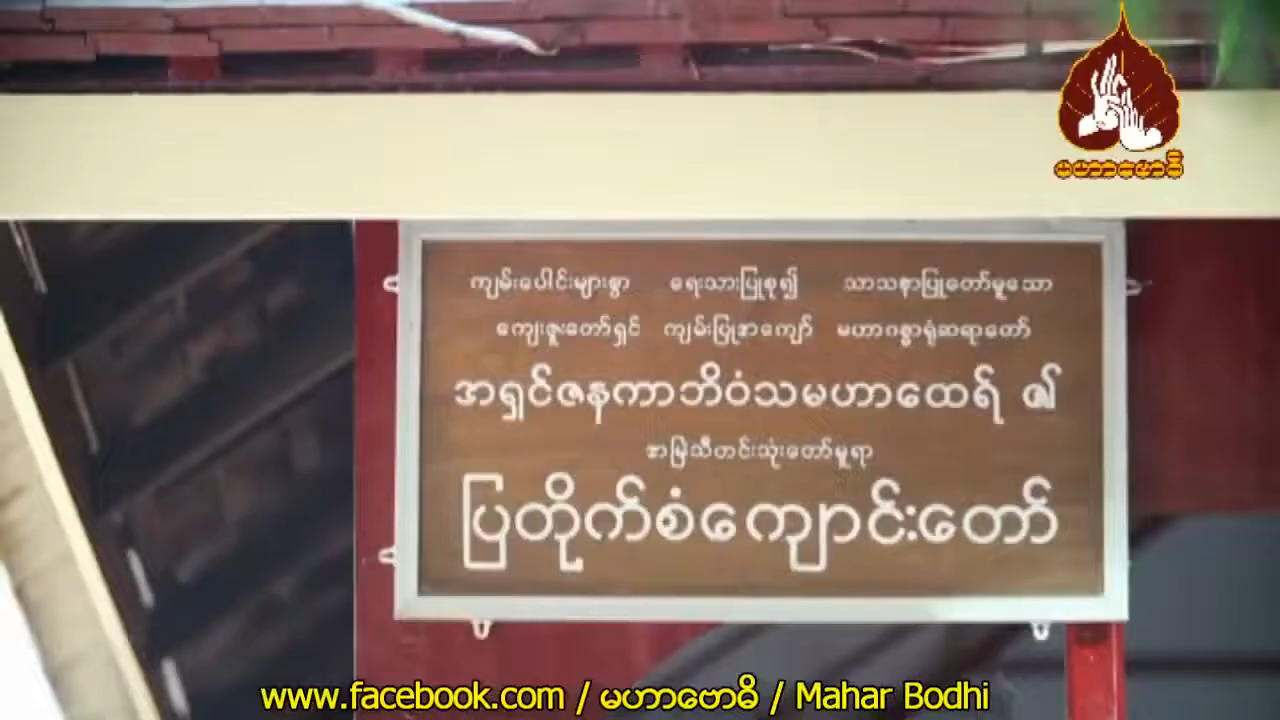 မဟာဗောဓိ
ကျမ်းပေါင်းများစွာ ရေးသားပြုစု၍ သာသနာပြုတော်မူသော
ကျေးဇူးတော်ရှင် ကျမ်းပြုအကျော် မဟာဂန္ဓာရုံဆရာတော်
အရှင်ဇနကာဘိဝံသမဟာထေရ် ၏
အမြဲသီတင်းသုံးတော်မူရာ
ပြတိုက်စံကျောင်းတော်
www.facebook.com / မဟာဗောဓိ / Mahar Bodhi